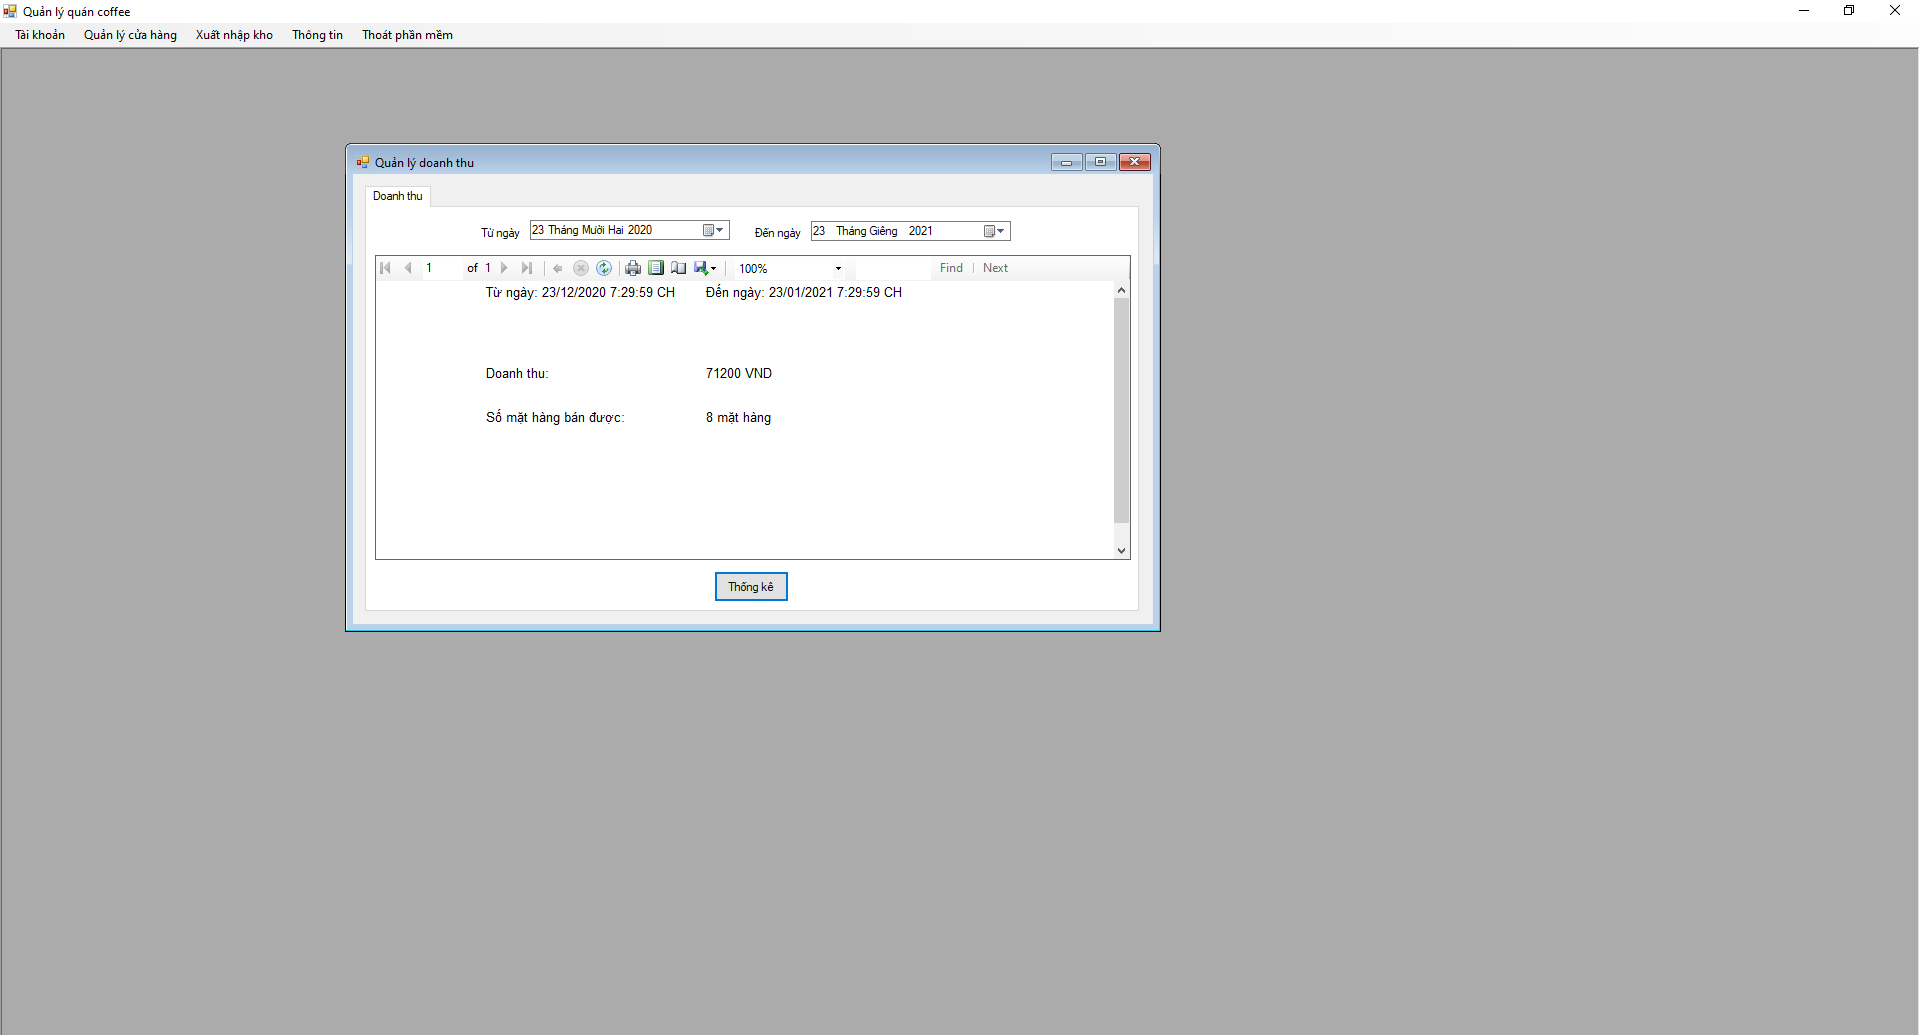 Quản lý quán coffee
Tài khoản Quản lý cửa hàng Xuất nhập kho Thông tin Thoát phần mềm
Quản lý doanh thu
Doanh thu
Từ ngày 23 Tháng Mười Hai 2020 Đến ngày 23 Tháng Giêng 2021
1 of 1 100% Find Next
Từ ngày: 23/12/2020 7:29:59 CH Đến ngày: 23/01/2021 7:29:59 CH
Doanh thu: 71200 VND
Số mặt hàng bán được: 8 mặt hàng
Thống kê